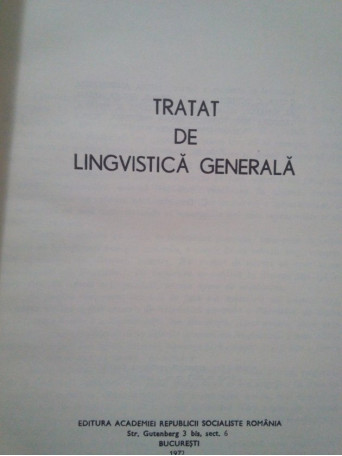 TRATAT
DE
LINGVISTICĂ GENERALĂ
EDITURA ACADEMIEI REPUBLICII SOCIALISTE ROMÂNIA
Str. Gutenberg 3 bis, sect. 6
BUCUREȘTI